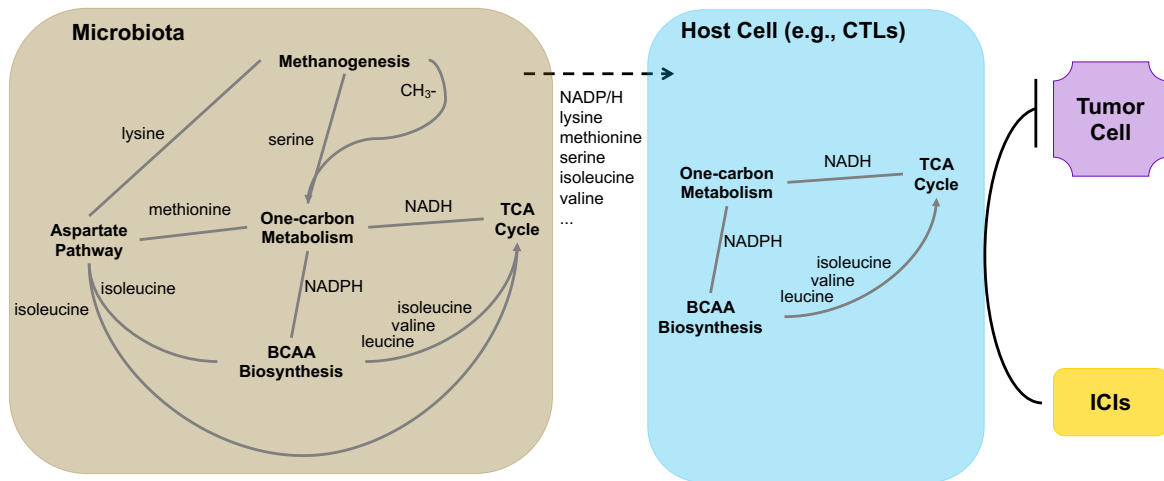 Microbiota
Methanogenesis
CH₃-
lysine
serine
methionine
Aspartate
Pathway
One-carbon
Metabolism
NADH
TCA
Cycle
isoleucine
isoleucine
NADPH
isoleucine
valine
leucine
BCAA
Biosynthesis
NADP/H
lysine
methionine
serine
isoleucine
valine
...
Host Cell (e.g., CTLs)
One-carbon
Metabolism
NADH
TCA
Cycle
NADPH
isoleucine
valine
leucine
BCAA
Biosynthesis
Tumor
Cell
ICIs